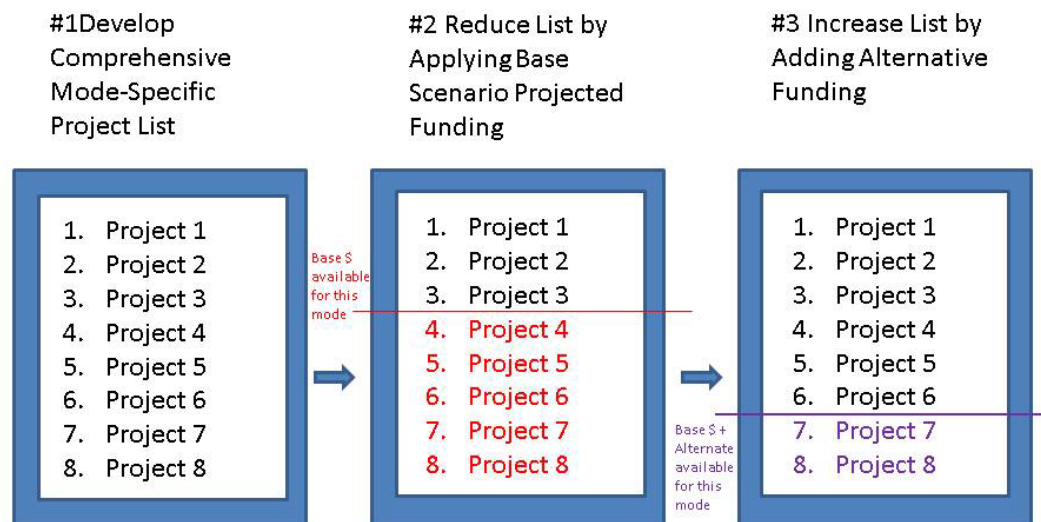 #1Develop
Comprehensive
Mode-Specific
Project List
#2 Reduce List by
Applying Base
Scenario Projected
Funding
#3 Increase List by
Adding Alternative
Funding
1. Project 1
2. Project 2
3. Project 3
4. Project 4
5. Project 5
6. Project 6
7. Project 7
8. Project 8
Base $
available
for this
mode
1. Project 1
2. Project 2
3. Project 3
4. Project 4
5. Project 5
6. Project 6
7. Project 7
8. Project 8
Base $ +
Alternate
available
for this
mode
1. Project 1
2. Project 2
3. Project 3
4. Project 4
5. Project 5
6. Project 6
7. Project 7
8. Project 8